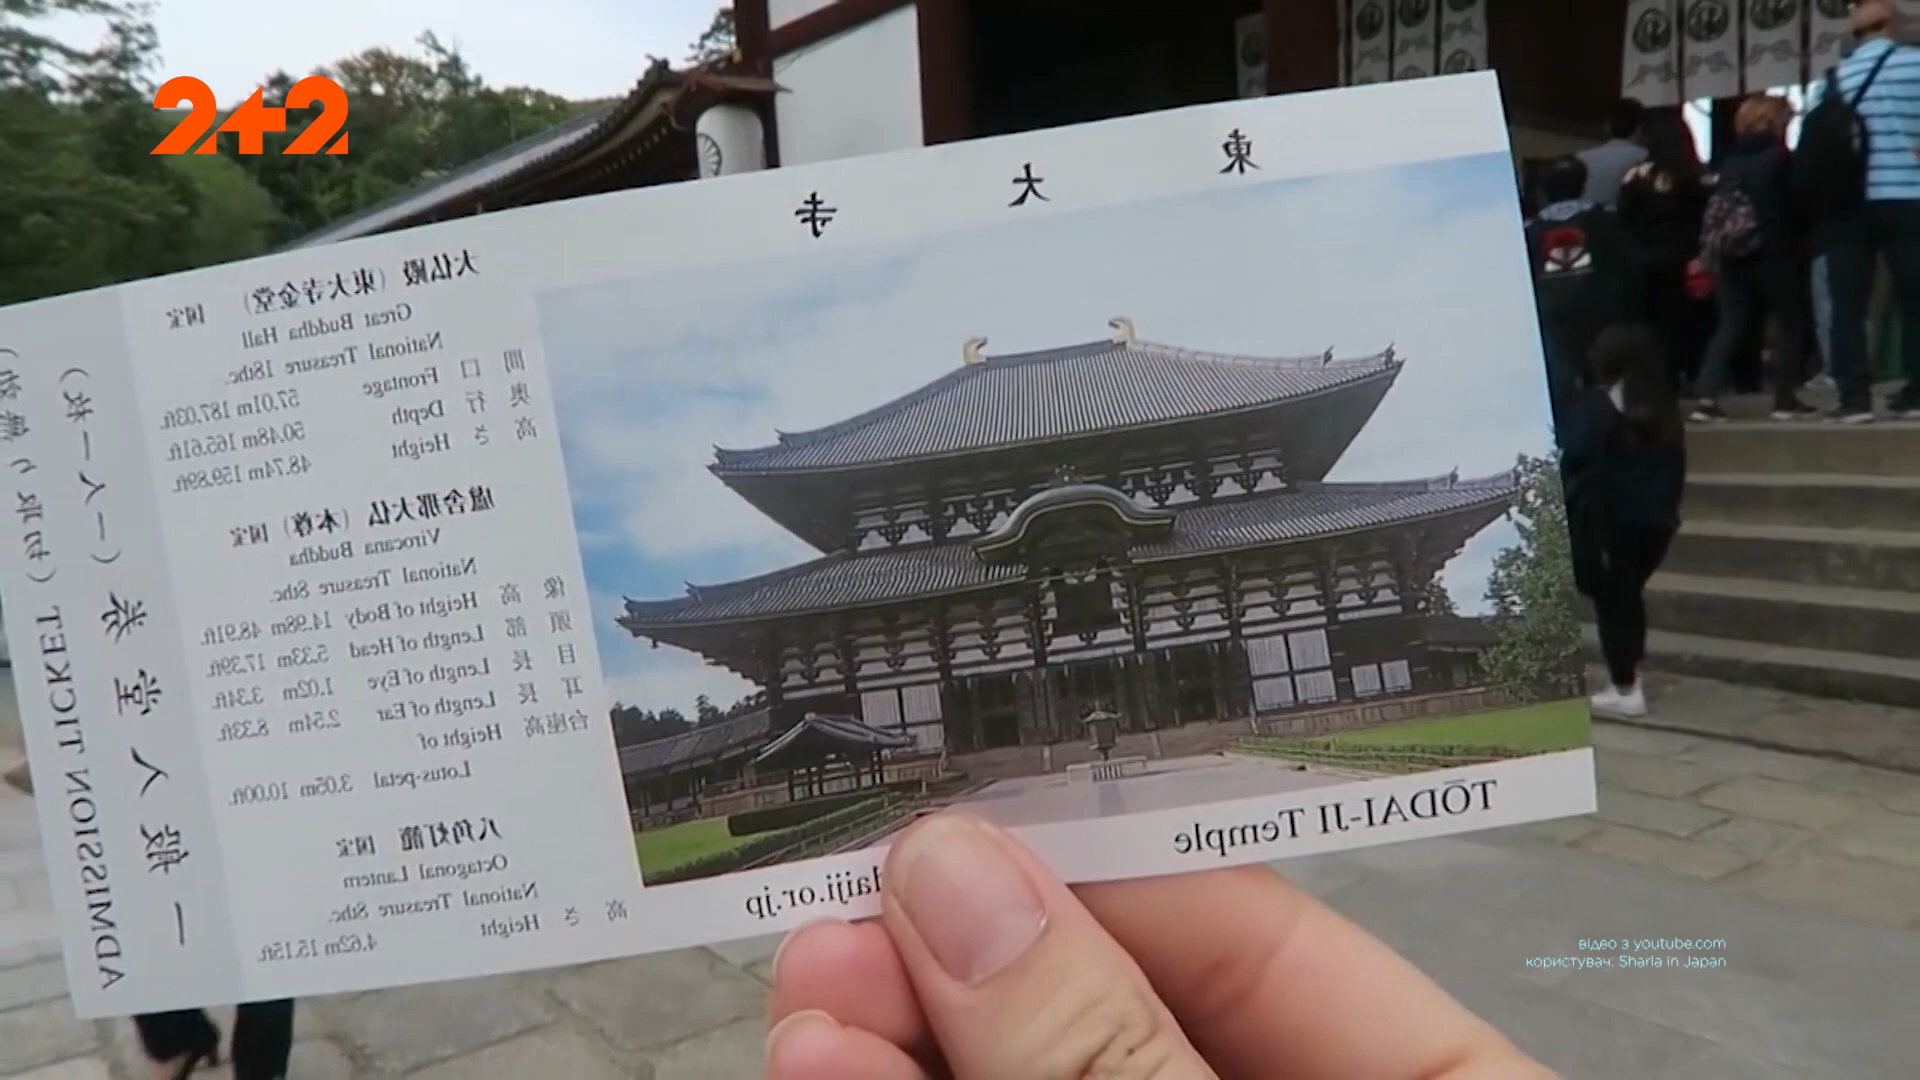 2+2
東大寺
大仏殿（東大寺金堂） 国宝
Great Buddha Hall
National Treasure 18thc.
間口 Frontage 57.01m 187.03ft.
奥行 Depth 50.48m 165.61ft.
高さ Height 48.74m 159.89ft.
盧舎那大仏（本尊） 国宝
Virocana Buddha
National Treasure 8thc.
像高 Height of Body 14.98m 48.91ft.
頭部 Length of Head 5.33m 17.39ft.
目長 Length of Eye 1.02m 3.34ft.
耳長 Length of Ear 2.54m 8.33ft.
台座高 Height of
Lotus-petal 3.05m 10.00ft.
八角灯籠 国宝
Octagonal Lantern
National Treasure 8thc.
高さ Height 4.62m 15.15ft.
TŌDAI-JI Temple
daiji.or.jp
一般入堂券（一人一枚）
ADMISSION TICKET
відео з youtube.com
користувач: Sharla in Japan